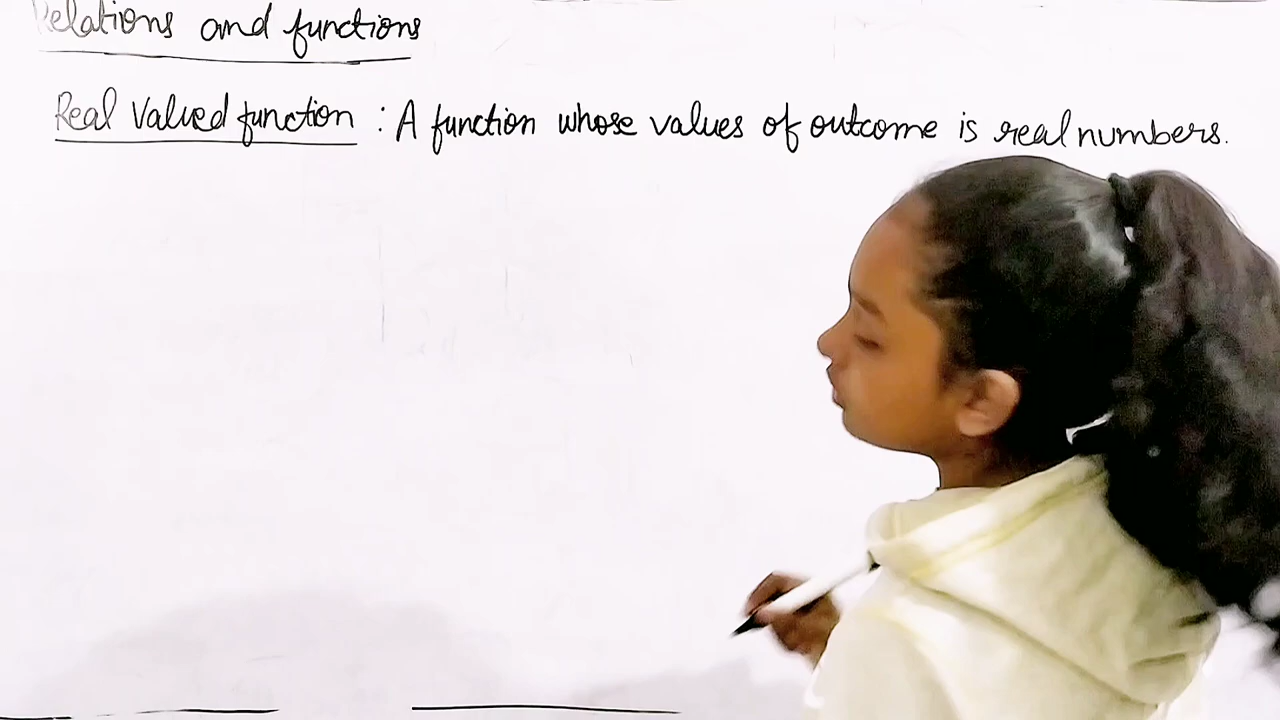 Relations and functions
Real Valued function : A function whose values of outcome is real numbers.